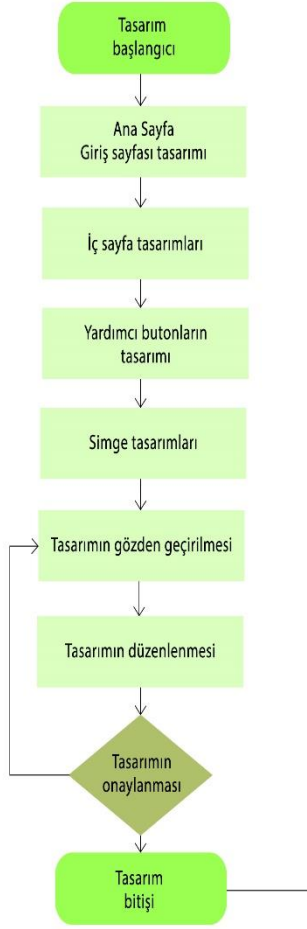 Tasarım
başlangıcı
Ana Sayfa
Giriş sayfası tasarımı
İç sayfa tasarımları
Yardımcı butonların
tasarımı
Simge tasarımları
Tasarımın gözden geçirilmesi
Tasarımın düzenlenmesi
Tasarımın
onaylanması
Tasarım
bitişi